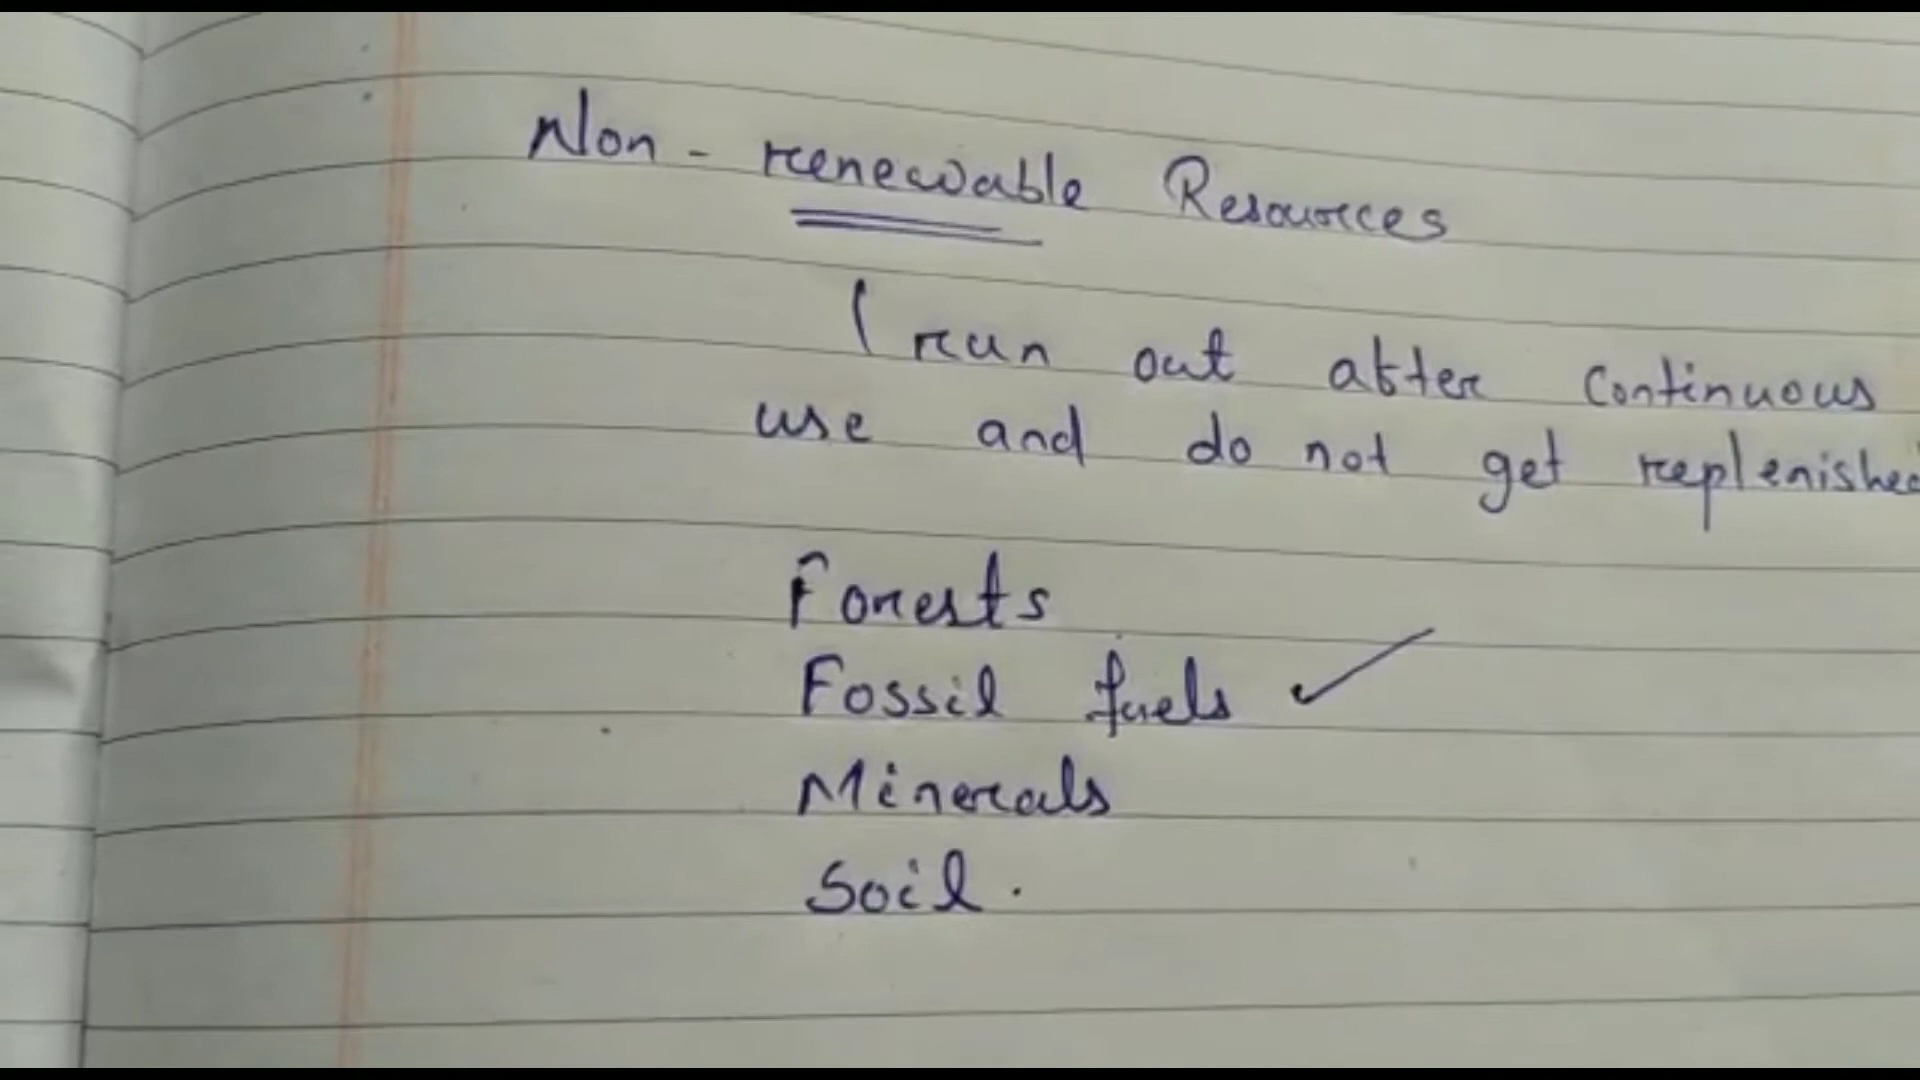 Non-renewable Resources
( run out after continuous
use and do not get replenished
Forests
Fossil fuels ✓
Minerals
Soil.